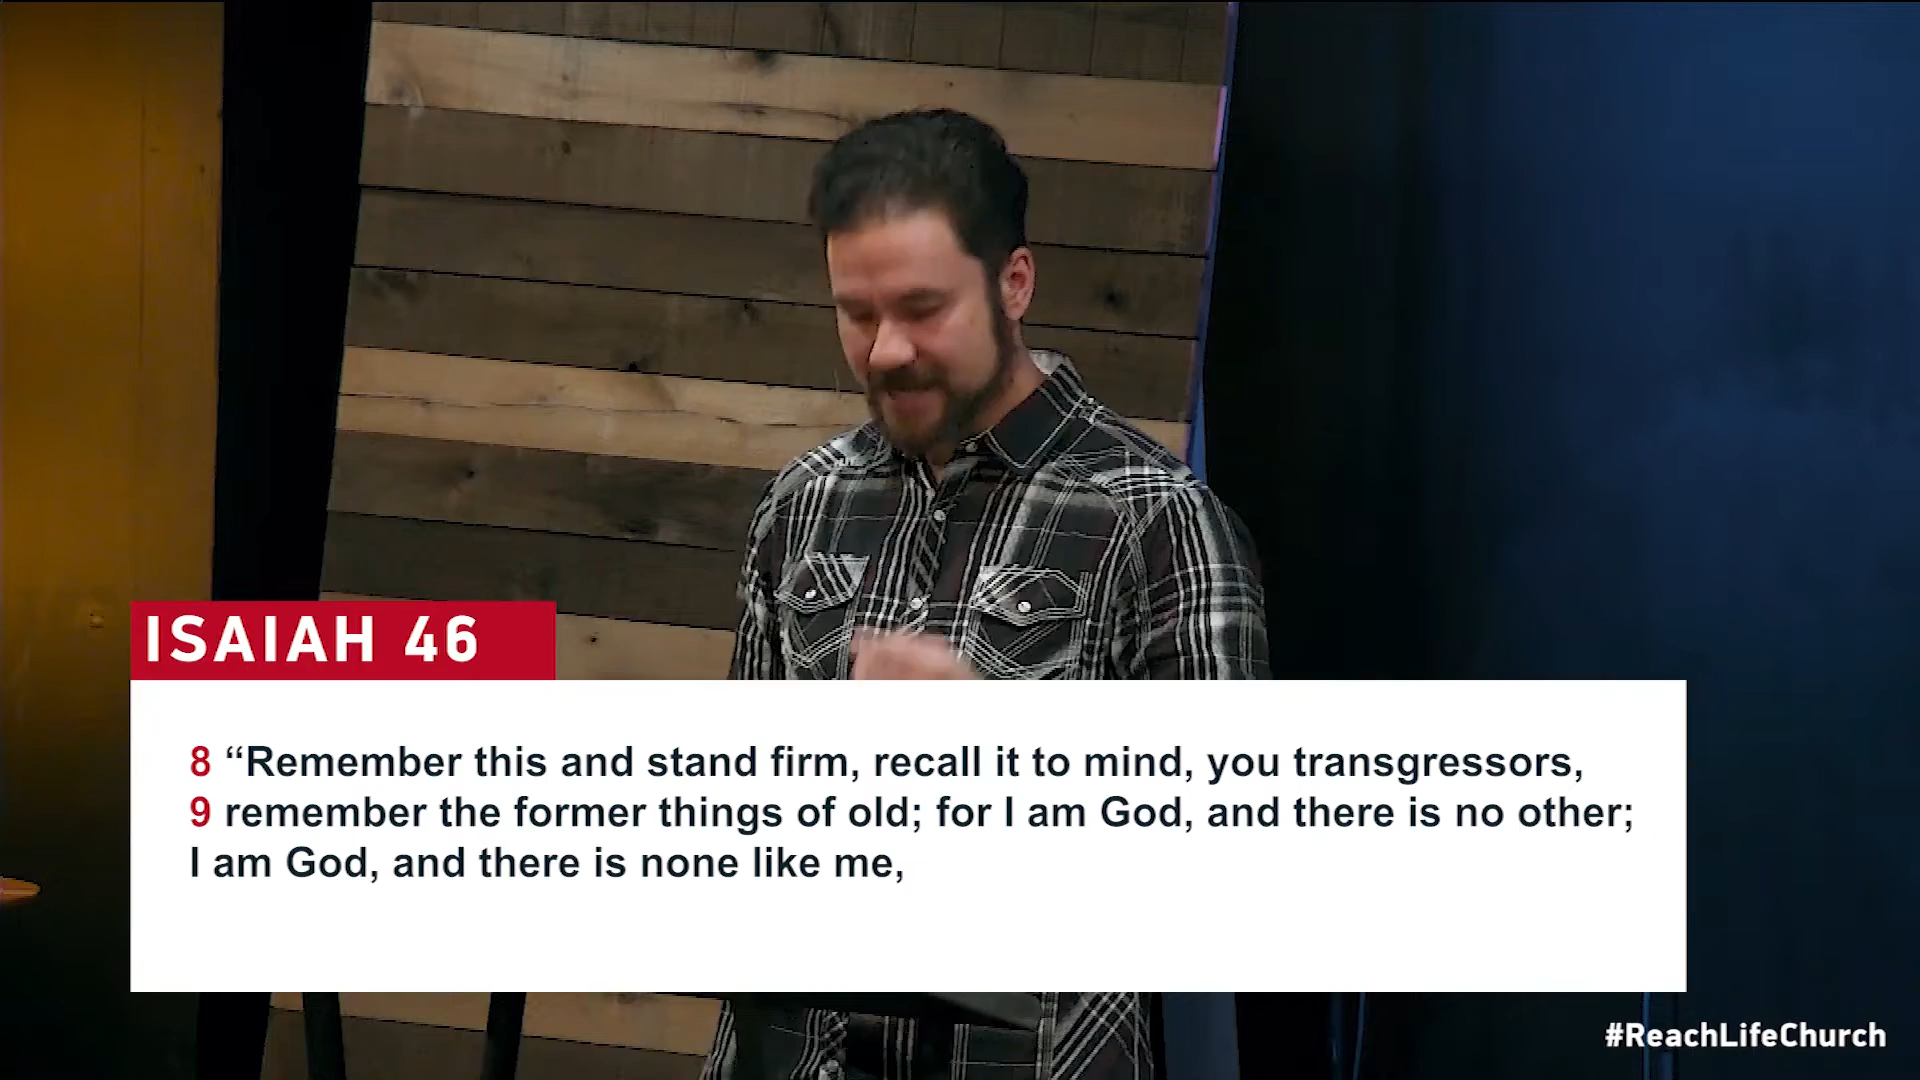 ISAIAH 46
8 “Remember this and stand firm, recall it to mind, you transgressors,
9 remember the former things of old; for I am God, and there is no other;
I am God, and there is none like me,
#ReachLifeChurch